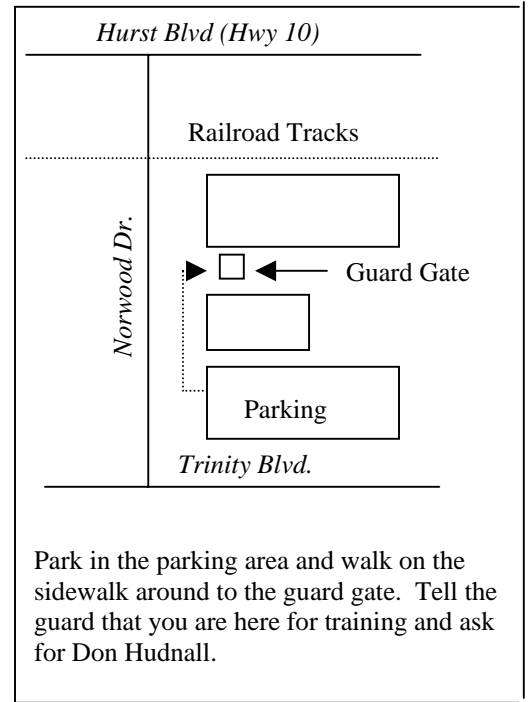 Hurst Blvd (Hwy 10)
Railroad Tracks
Norwood Dr.
Guard Gate
Parking
Trinity Blvd.
Park in the parking area and walk on the
sidewalk around to the guard gate.  Tell the
guard that you are here for training and ask
for Don Hudnall.